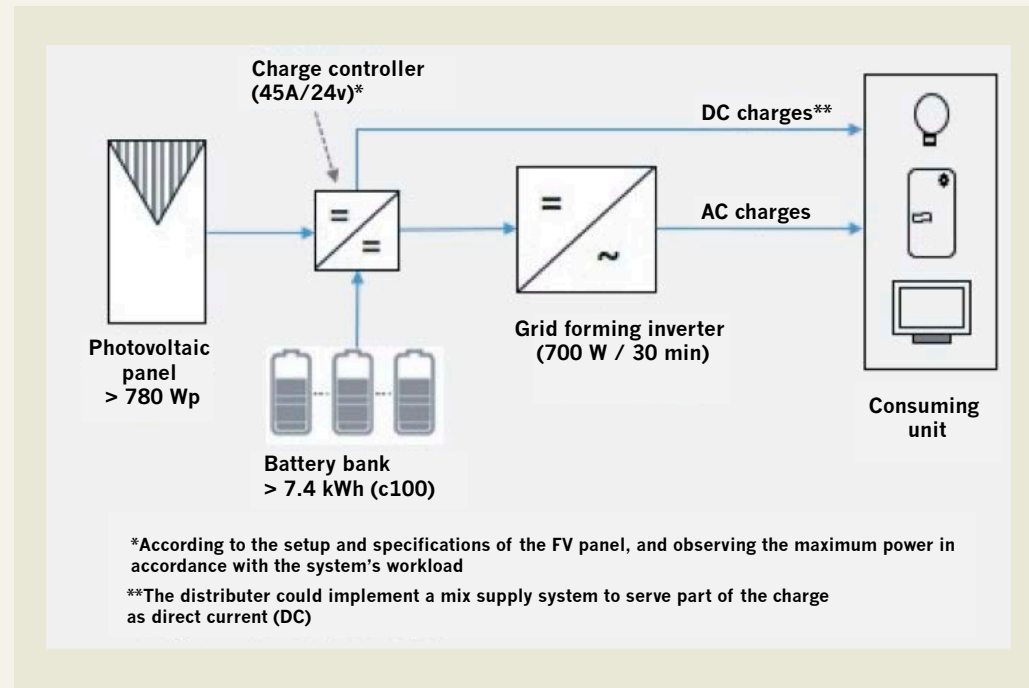 Charge controller
(45A/24v)*
DC charges**
AC charges
Photovoltaic
panel
> 780 Wp
Grid forming inverter
(700 W / 30 min)
Consuming
unit
Battery bank
> 7.4 kWh (c100)
*According to the setup and specifications of the FV panel, and observing the maximum power in
accordance with the system's workload
**The distributer could implement a mix supply system to serve part of the charge
as direct current (DC)